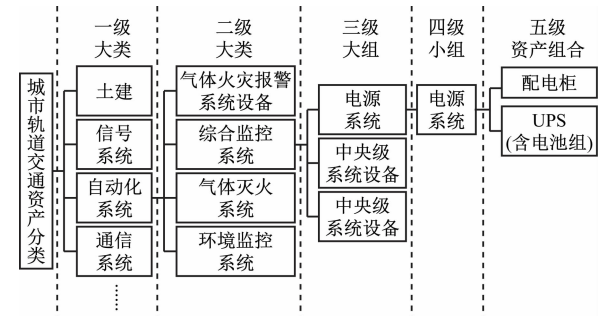 一级
大类
二级
大类
三级
大组
四级
小组
五级
资产组合
城市轨道交通资产分类
土建
信号
系统
自动化
系统
通信
系统
……
气体火灾报警
系统设备
综合监控
系统
气体灭火
系统
环境监控
系统
电源
系统
中央级
系统设备
中央级
系统设备
电源
系统
配电柜
UPS
(含电池组)